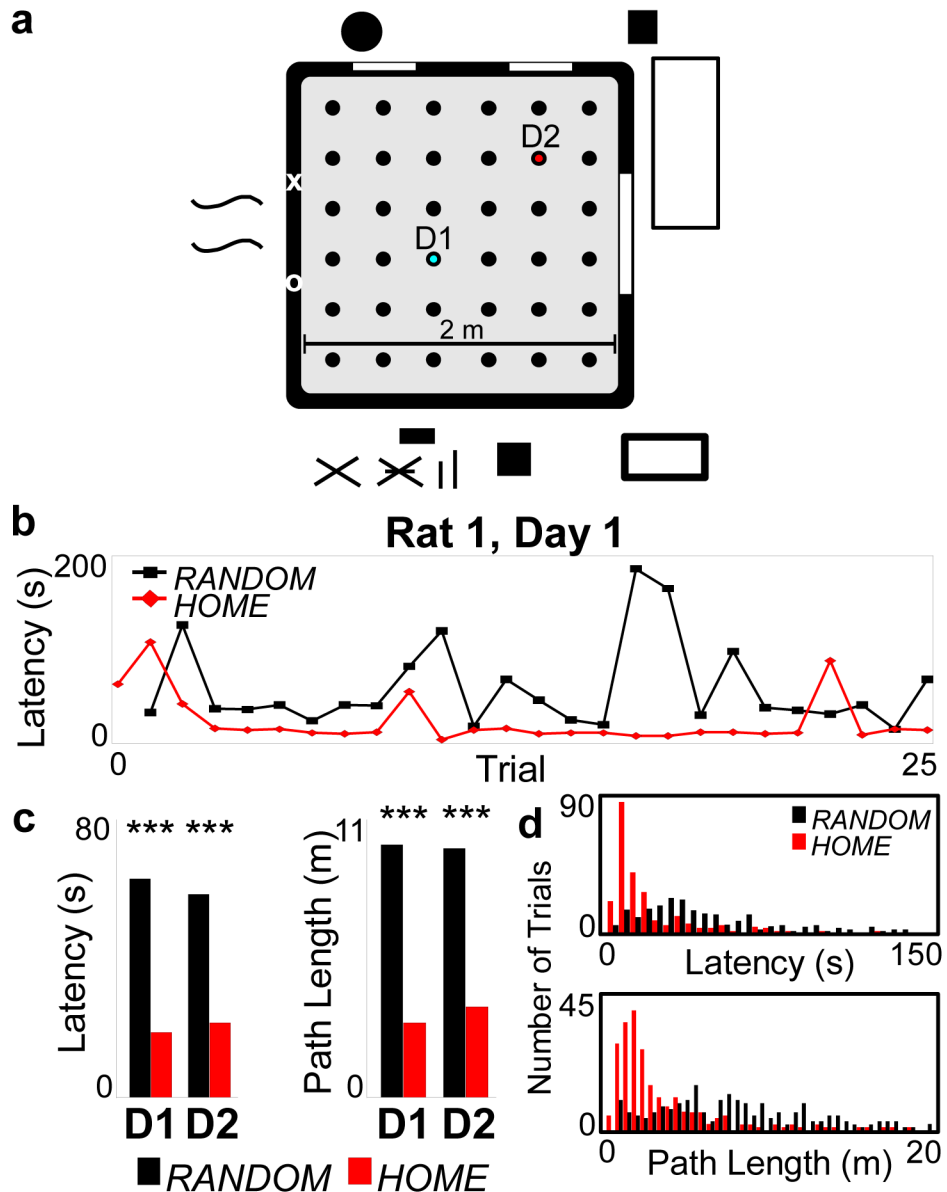 a
D2
x
D1
o
2 m
b
Rat 1, Day 1
200
RANDOM
HOME
Latency (s)
0
0
Trial
25
c
80
*** ***
Latency (s)
0
D1 D2
11
*** ***
Path Length (m)
0
D1 D2
RANDOM HOME
d
90
RANDOM
HOME
0
0
Latency (s)
150
Number of Trials
45
0
0
Path Length (m)
20